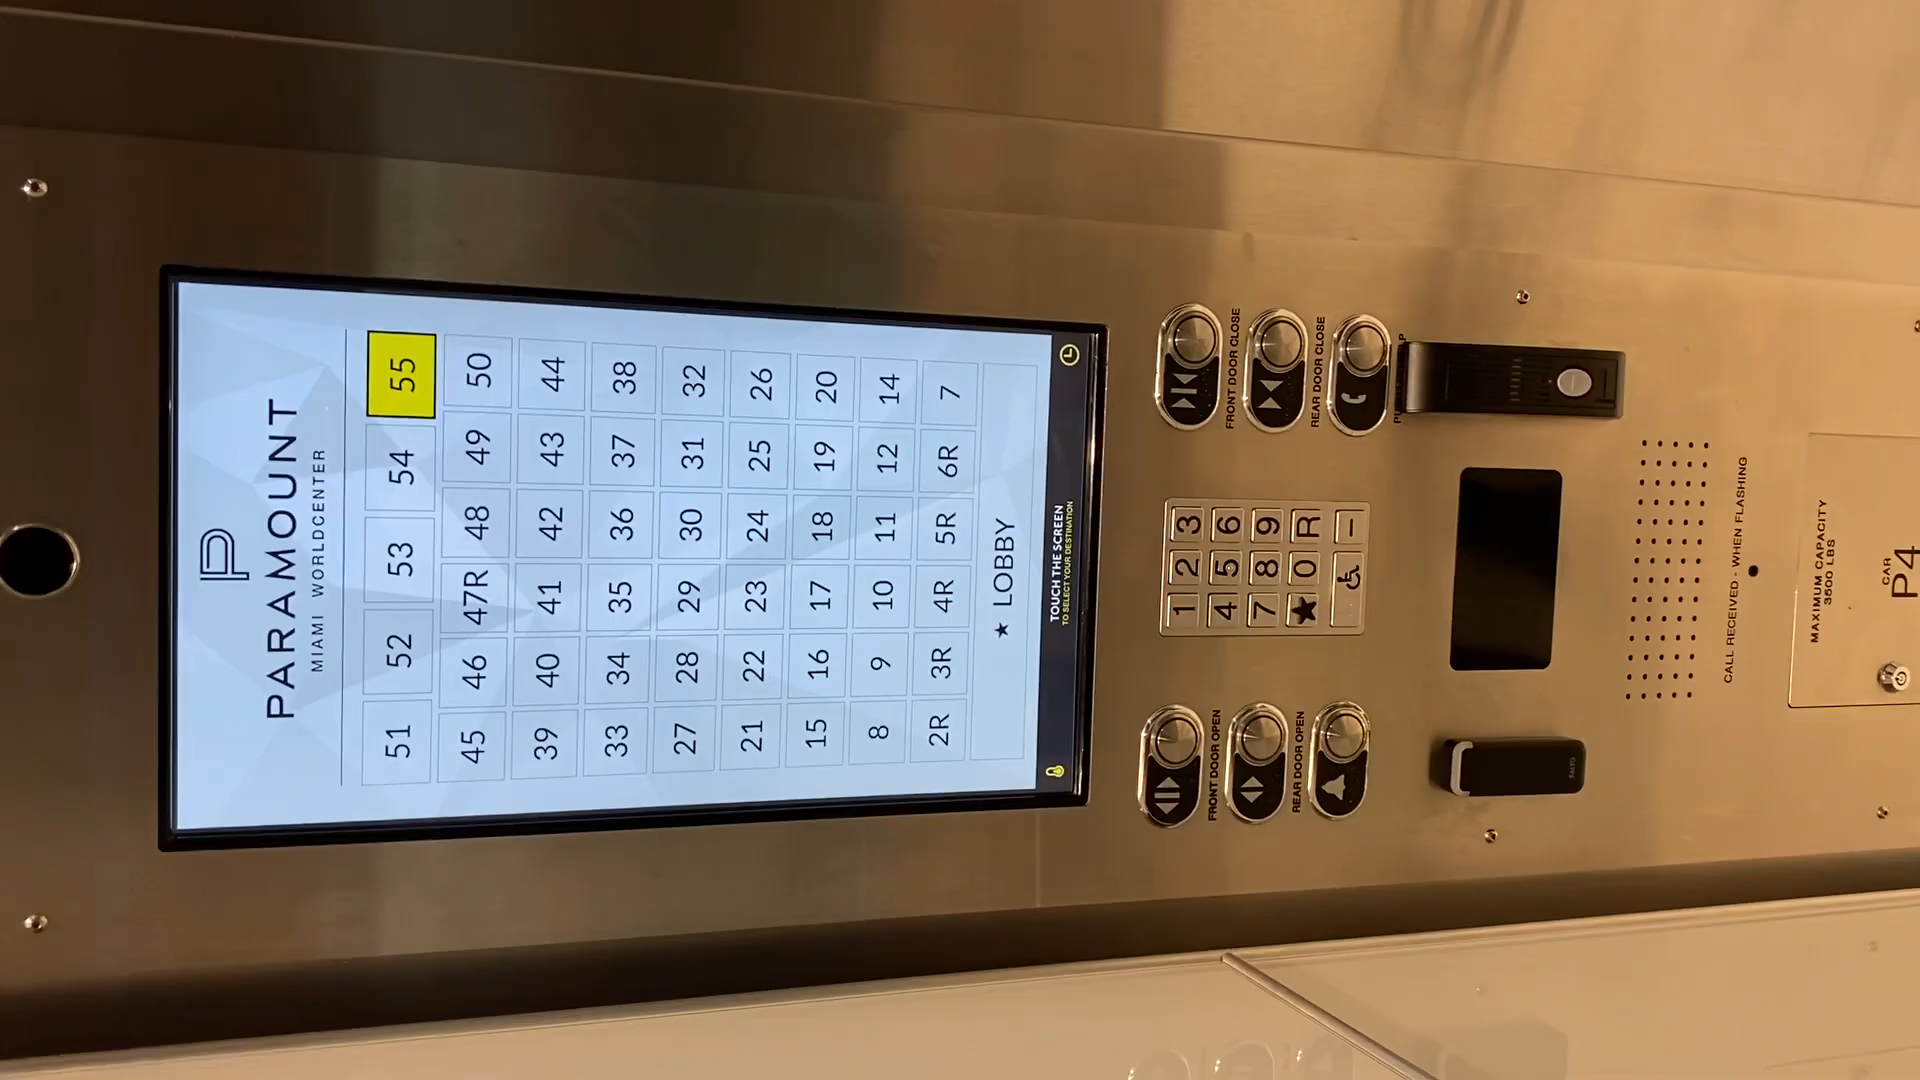 P
PARAMOUNT
MIAMI WORLDCENTER
51 52 53 54 55
45 46 47R 48 49 50
39 40 41 42 43 44
33 34 35 36 37 38
27 28 29 30 31 32
21 22 23 24 25 26
15 16 17 18 19 20
8 9 10 11 12 14
2R 3R 4R 5R 6R 7
★ LOBBY
TOUCH THE SCREEN
TO SELECT YOUR DESTINATION
FRONT DOOR OPEN
REAR DOOR OPEN
1 2 3
4 5 6
7 8 9
★ 0 R
–
FRONT DOOR CLOSE
REAR DOOR CLOSE
SALTO
CALL RECEIVED - WHEN FLASHING
MAXIMUM CAPACITY
3500 LBS
CAR
P4